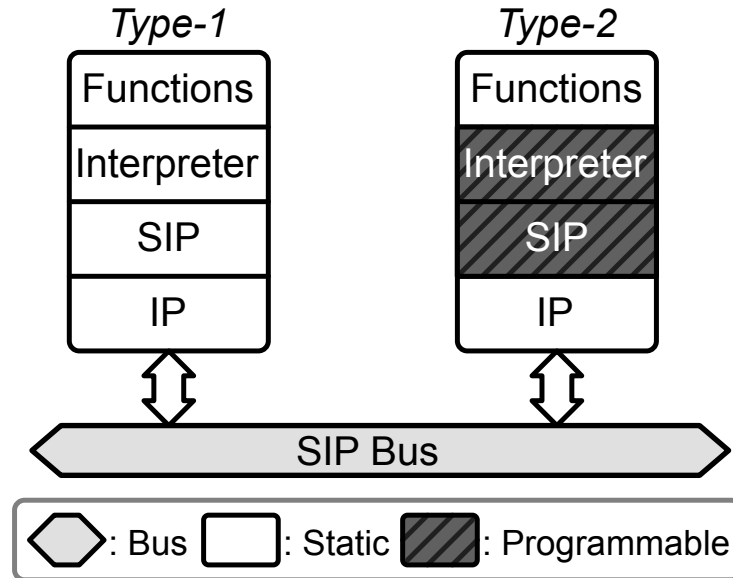 Type-1 Type-2
Functions Functions
Interpreter Interpreter
SIP SIP
IP IP
SIP Bus
: Bus : Static : Programmable